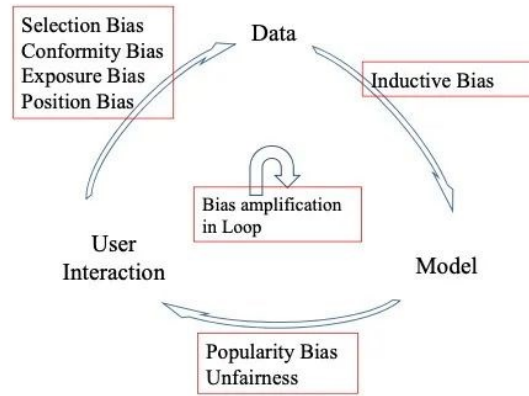 Selection Bias
Conformity Bias
Exposure Bias
Position Bias
Data
Inductive Bias
Bias amplification
in Loop
User
Interaction
Model
Popularity Bias
Unfairness